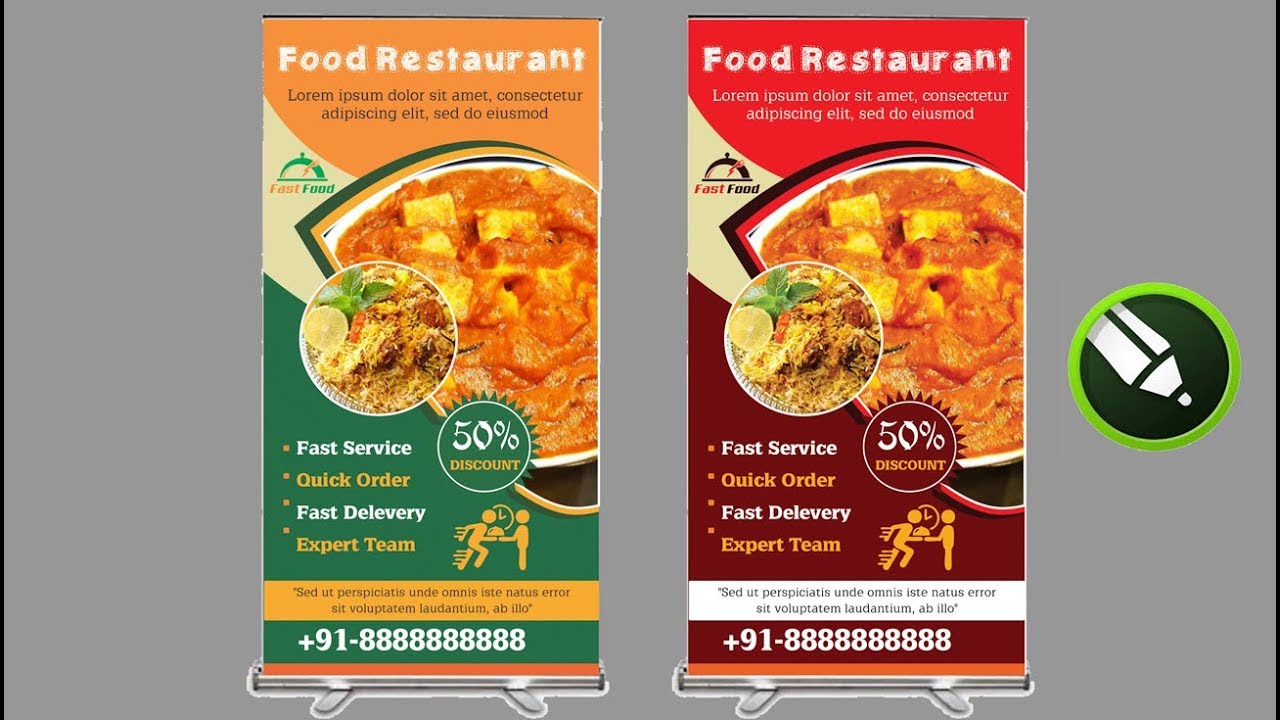 Food Restaurant
Lorem ipsum dolor sit amet, consectetur
adipiscing elit, sed do eiusmod
Fast Food
50%
DISCOUNT
Fast Service
Quick Order
Fast Delevery
Expert Team
"Sed ut perspiciatis unde omnis iste natus error
sit voluptatem laudantium, ab illo"
+91-8888888888
Food Restaurant
Lorem ipsum dolor sit amet, consectetur
adipiscing elit, sed do eiusmod
Fast Food
50%
DISCOUNT
Fast Service
Quick Order
Fast Delevery
Expert Team
"Sed ut perspiciatis unde omnis iste natus error
sit voluptatem laudantium, ab illo"
+91-8888888888